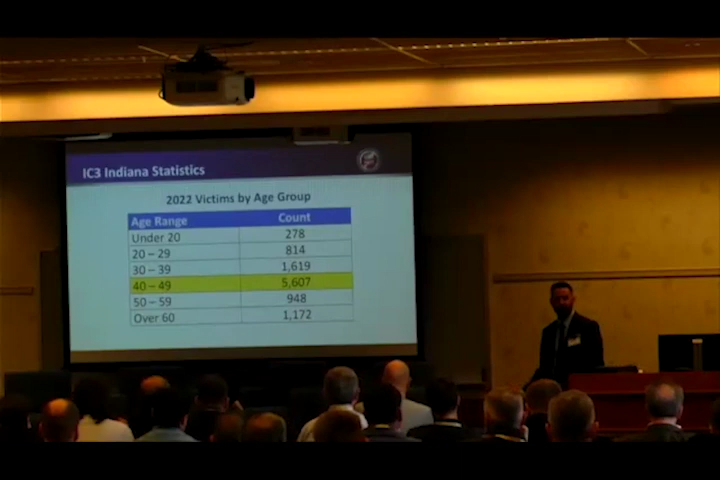 IC3 Indiana Statistics
2022 Victims by Age Group
Age Range Count
Under 20 278
20 – 29 814
30 – 39 1,619
40 – 49 5,607
50 – 59 948
Over 60 1,172